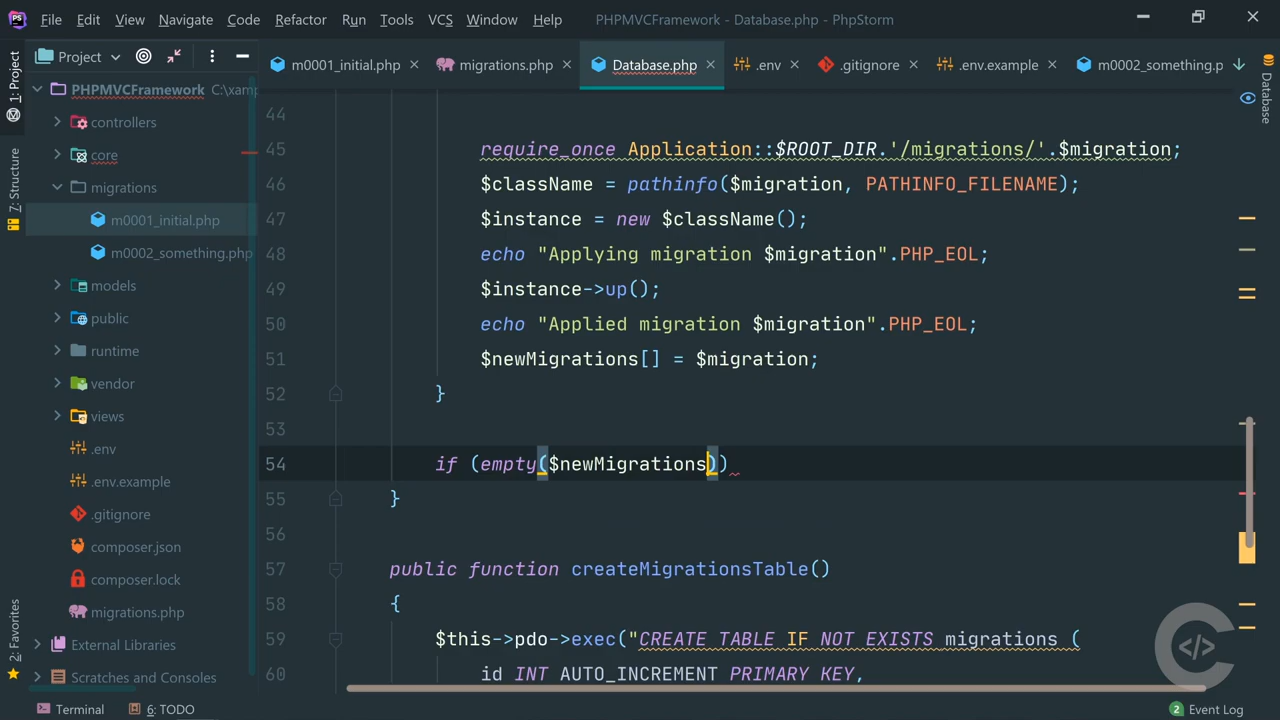 File Edit View Navigate Code Refactor Run Tools VCS Window Help PHPMVCFramework - Database.php - PhpStorm
Project
m0001_initial.php migrations.php Database.php .env .gitignore .env.example m0002_something.p
1: Project
7: Structure
2: Favorites
Database
PHPMVCFramework C:\xamp
controllers
core
migrations
m0001_initial.php
m0002_something.php
models
public
runtime
vendor
views
.env
.env.example
.gitignore
composer.json
composer.lock
migrations.php
External Libraries
Scratches and Consoles
44
45 require_once Application::$ROOT_DIR.'/migrations/'.$migration;
46 $className = pathinfo($migration, PATHINFO_FILENAME);
47 $instance = new $className();
48 echo "Applying migration $migration".PHP_EOL;
49 $instance->up();
50 echo "Applied migration $migration".PHP_EOL;
51 $newMigrations[] = $migration;
52 }
53
54 if (empty($newMigrations))
55 }
56
57 public function createMigrationsTable()
58 {
59 $this->pdo->exec("CREATE TABLE IF NOT EXISTS migrations (
60 id INT AUTO_INCREMENT PRIMARY KEY,
Terminal 6: TODO 2 Event Log